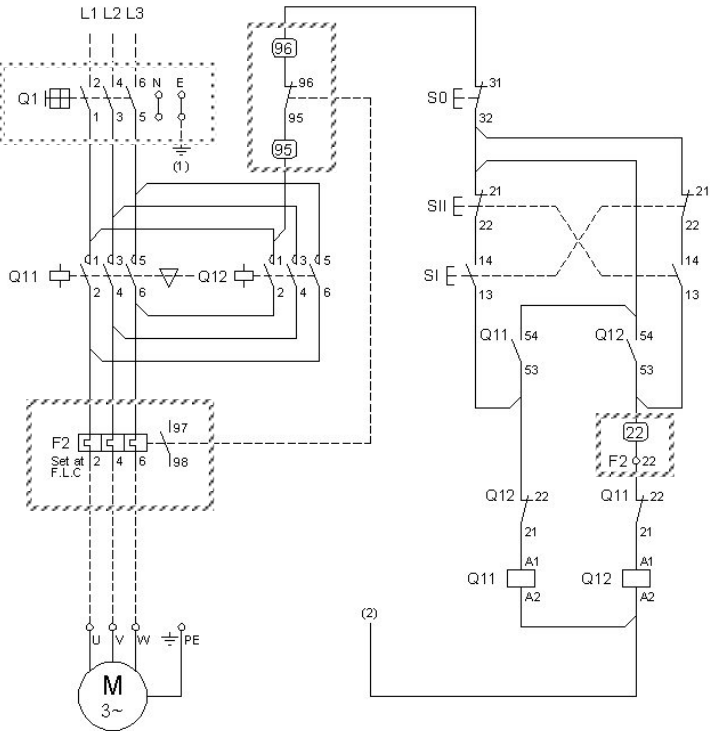 L1 L2 L3
96
2 4 6 N E
96
31
Q1
S0
1 3 5
95
32
95
(1)
21 21
SII
22 22
1 3 5 1 3 5
14 14
Q11 Q12
SI
2 4 6 2 4 6
13 13
Q11 54 Q12 54
53 53
97
22
F2
98
F2 22
Set at 2 4 6
F.L.C
Q12 22 Q11 22
21 21
A1 A1
Q11 Q12
A2 A2
(2)
U V W PE
M
3~